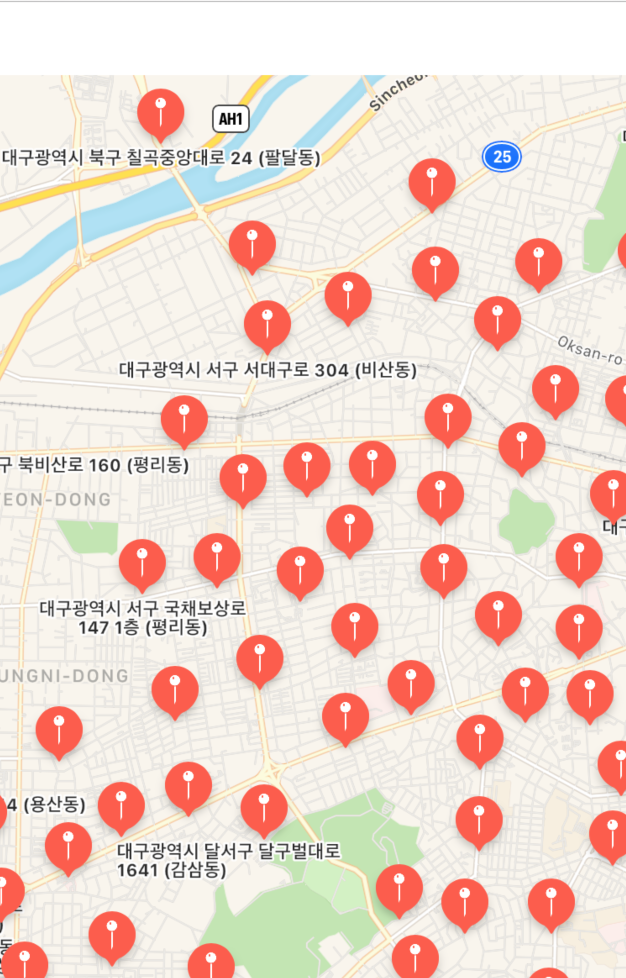 Sincheon
AH1
대구광역시 북구 칠곡중앙대로 24 (팔달동)
25
Oksan-ro
대구광역시 서구 서대구로 304 (비산동)
구 북비산로 160 (평리동)
EON-DONG
대구
대구광역시 서구 국채보상로
147 1층 (평리동)
UNGNI-DONG
4 (용산동)
대구광역시 달서구 달구벌대로
1641 (감삼동)
동